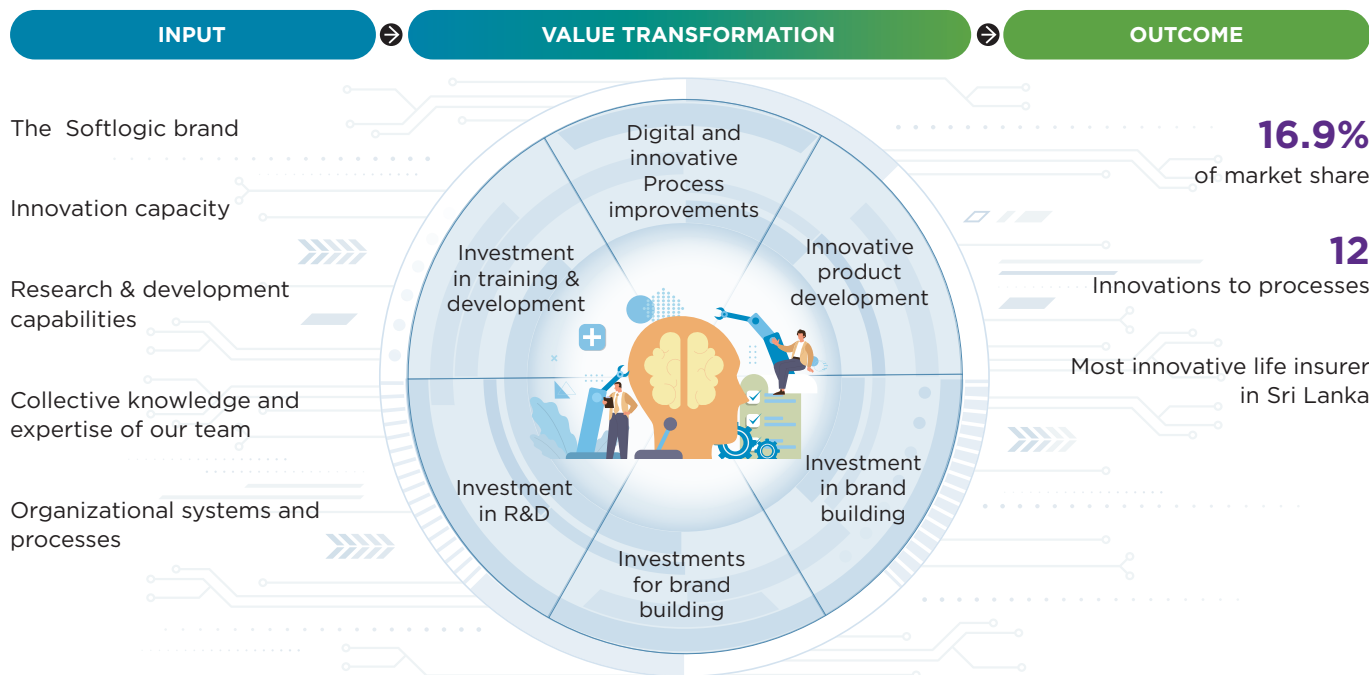 INPUT
VALUE TRANSFORMATION
OUTCOME
The Softlogic brand
Innovation capacity
Research & development
capabilities
Collective knowledge and
expertise of our team
Organizational systems and
processes
Digital and
innovative
Process
improvements
Innovative
product
development
Investment
in brand
building
Investments
for brand
building
Investment
in R&D
Investment
in training &
development
16.9%
of market share
12
Innovations to processes
Most innovative life insurer
in Sri Lanka